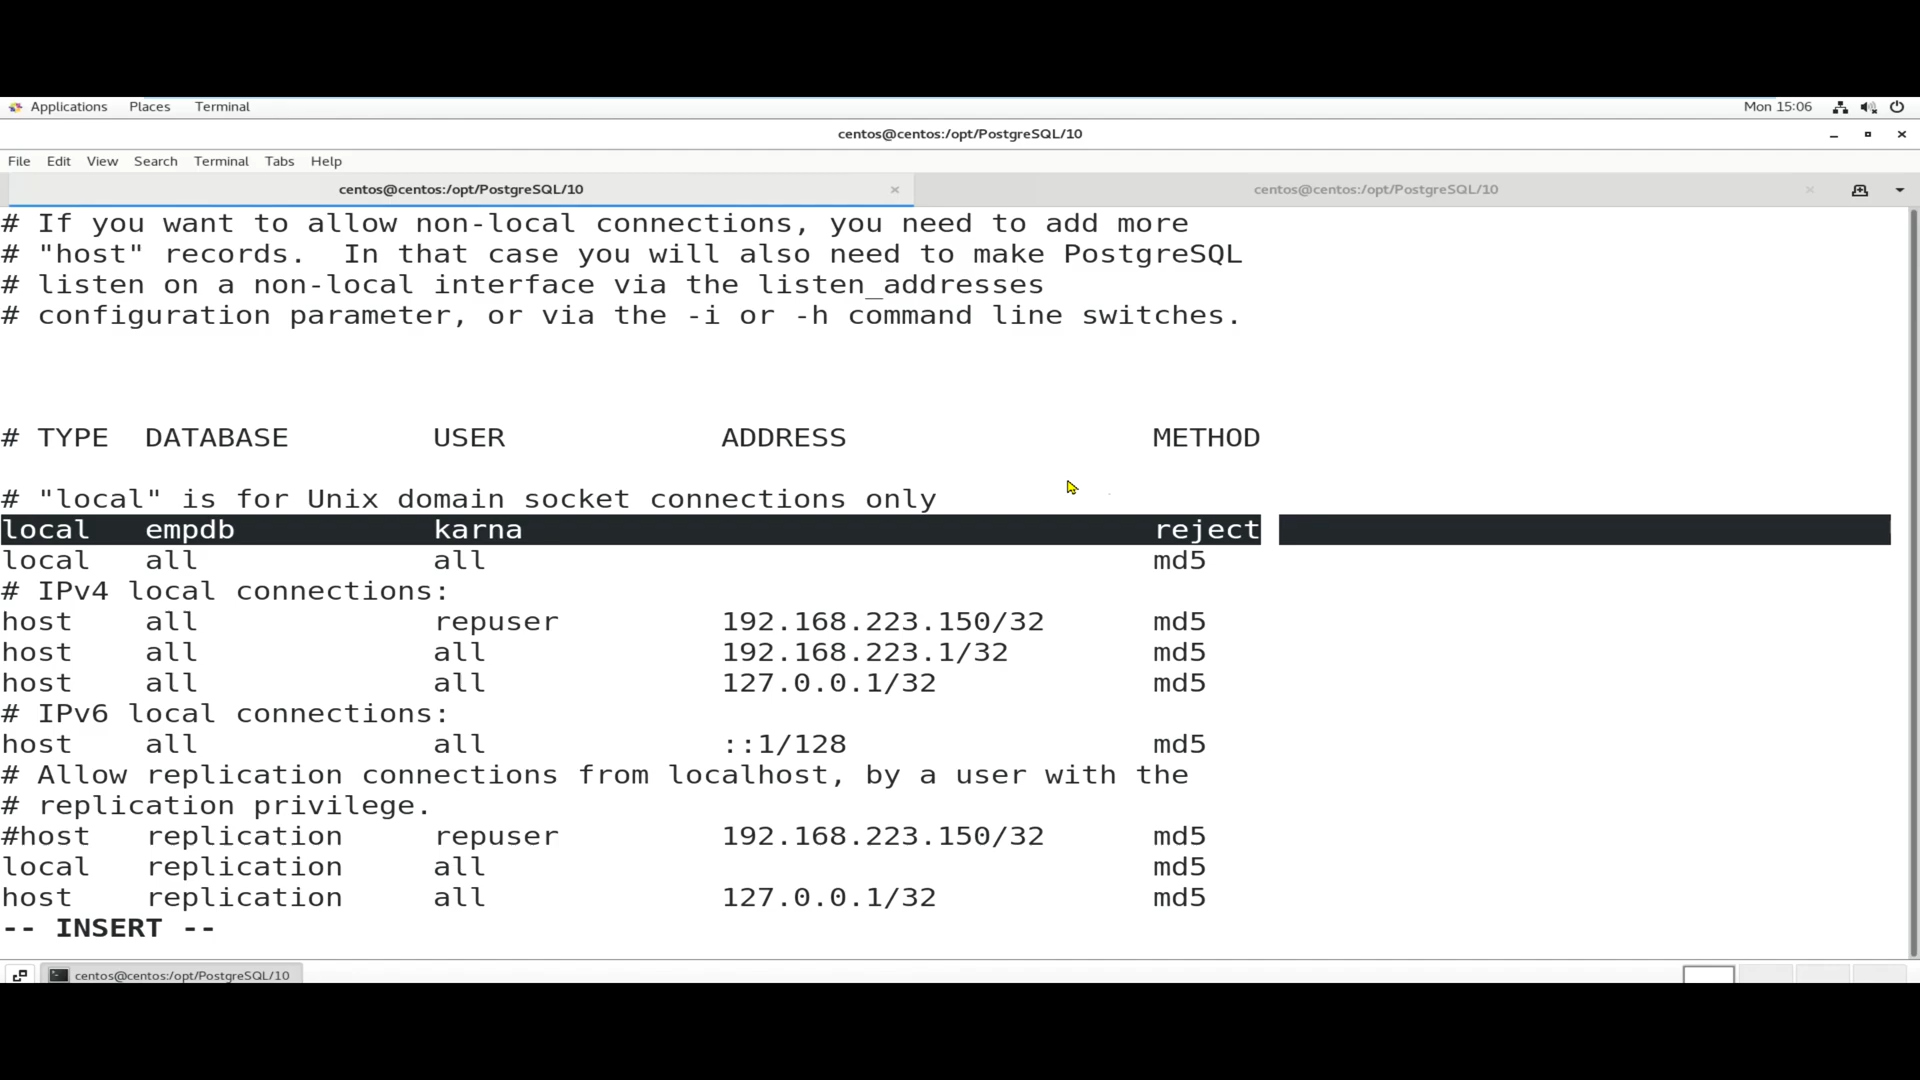 Applications Places Terminal Mon 15:06
centos@centos:/opt/PostgreSQL/10
File Edit View Search Terminal Tabs Help
centos@centos:/opt/PostgreSQL/10 centos@centos:/opt/PostgreSQL/10
# If you want to allow non-local connections, you need to add more
# "host" records.  In that case you will also need to make PostgreSQL
# listen on a non-local interface via the listen_addresses
# configuration parameter, or via the -i or -h command line switches.
# TYPE  DATABASE        USER            ADDRESS                 METHOD
# "local" is for Unix domain socket connections only
local   empdb           karna                                   reject
local   all             all                                     md5
# IPv4 local connections:
host    all             repuser         192.168.223.150/32      md5
host    all             all             192.168.223.1/32        md5
host    all             all             127.0.0.1/32            md5
# IPv6 local connections:
host    all             all             ::1/128                 md5
# Allow replication connections from localhost, by a user with the
# replication privilege.
#host   replication     repuser         192.168.223.150/32      md5
local   replication     all                                     md5
host    replication     all             127.0.0.1/32            md5
-- INSERT --
centos@centos:/opt/PostgreSQL/10